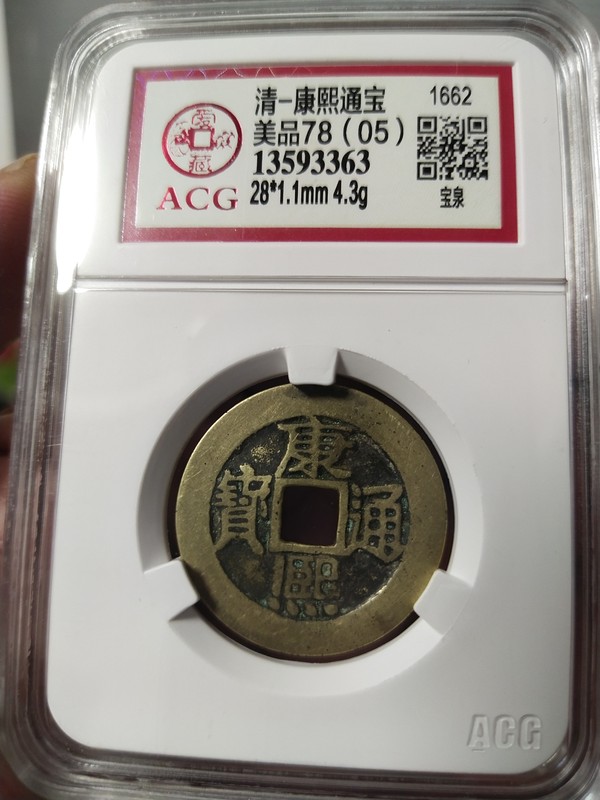 清-康熙通宝
1662
美品78（05）
13593363
ACG
28*1.1mm 4.3g
宝泉
康
寶
通
熙
ACG